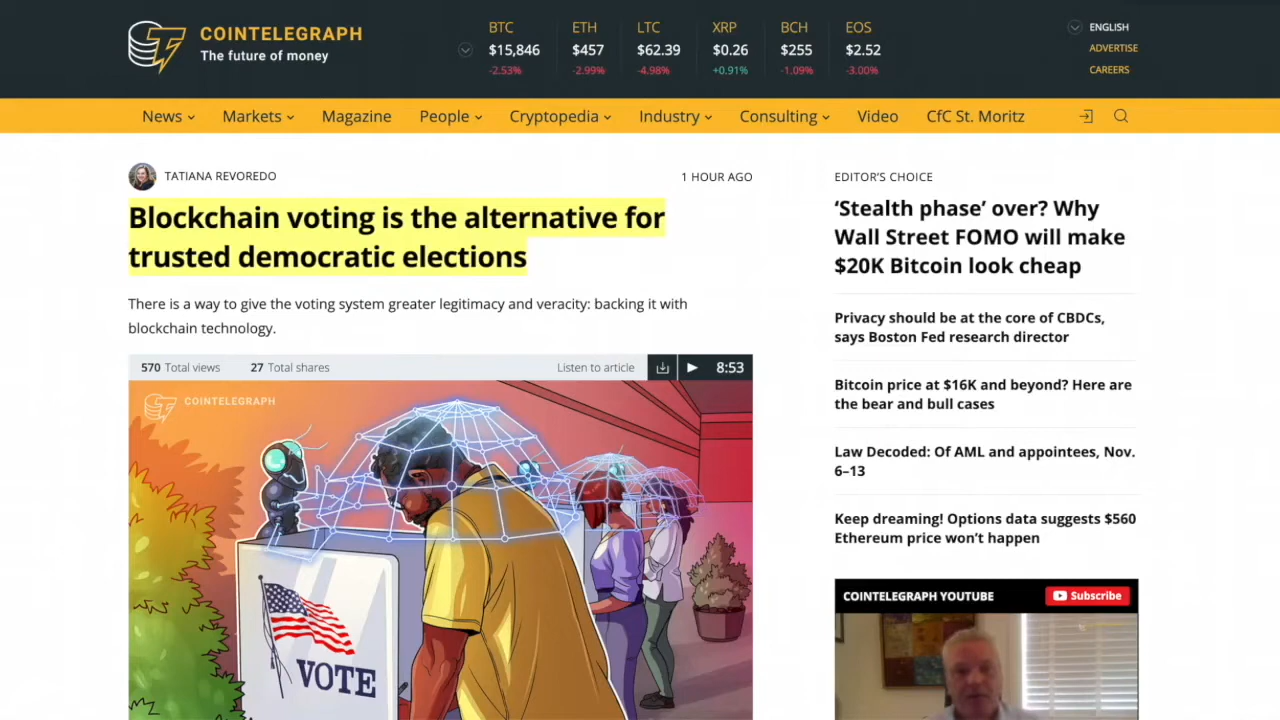 COINTELEGRAPH
The future of money
BTC
$15,846
-2.53%
ETH
$457
-2.99%
LTC
$62.39
-4.98%
XRP
$0.26
+0.91%
BCH
$255
-1.09%
EOS
$2.52
-3.00%
ENGLISH
ADVERTISE
CAREERS
News Markets Magazine People Cryptopedia Industry Consulting Video CfC St. Moritz
TATIANA REVOREDO
1 HOUR AGO
Blockchain voting is the alternative for
trusted democratic elections
There is a way to give the voting system greater legitimacy and veracity: backing it with
blockchain technology.
570 Total views 27 Total shares Listen to article 8:53
COINTELEGRAPH
VOTE
EDITOR'S CHOICE
‘Stealth phase’ over? Why
Wall Street FOMO will make
$20K Bitcoin look cheap
Privacy should be at the core of CBDCs,
says Boston Fed research director
Bitcoin price at $16K and beyond? Here are
the bear and bull cases
Law Decoded: Of AML and appointees, Nov.
6–13
Keep dreaming! Options data suggests $560
Ethereum price won’t happen
COINTELEGRAPH YOUTUBE
Subscribe